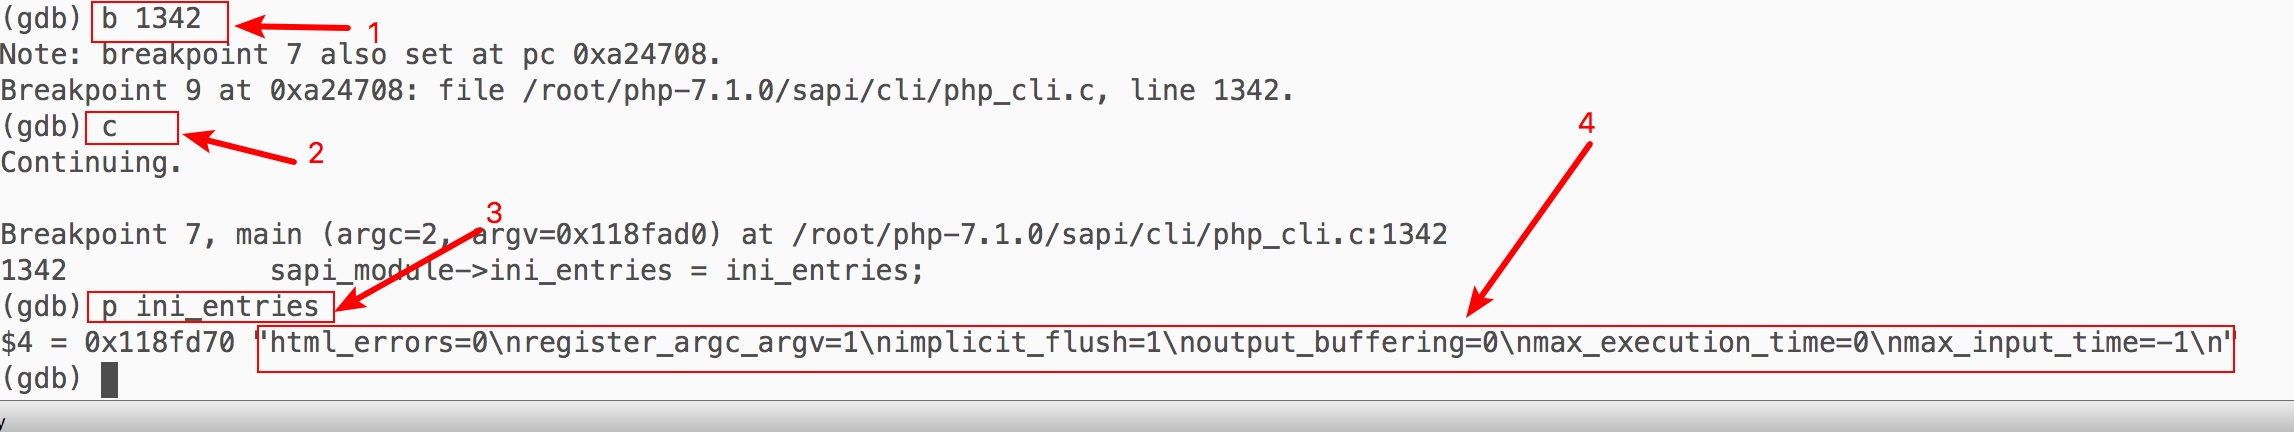 (gdb) b 1342
1
Note: breakpoint 7 also set at pc 0xa24708.
Breakpoint 9 at 0xa24708: file /root/php-7.1.0/sapi/cli/php_cli.c, line 1342.
4
(gdb) c
2
Continuing.
3
Breakpoint 7, main (argc=2, argv=0x118fad0) at /root/php-7.1.0/sapi/cli/php_cli.c:1342
1342            sapi_module->ini_entries = ini_entries;
(gdb) p ini_entries
$4 = 0x118fd70 "html_errors=0\nregister_argc_argv=1\nimplicit_flush=1\noutput_buffering=0\nmax_execution_time=0\nmax_input_time=-1\n"
(gdb)